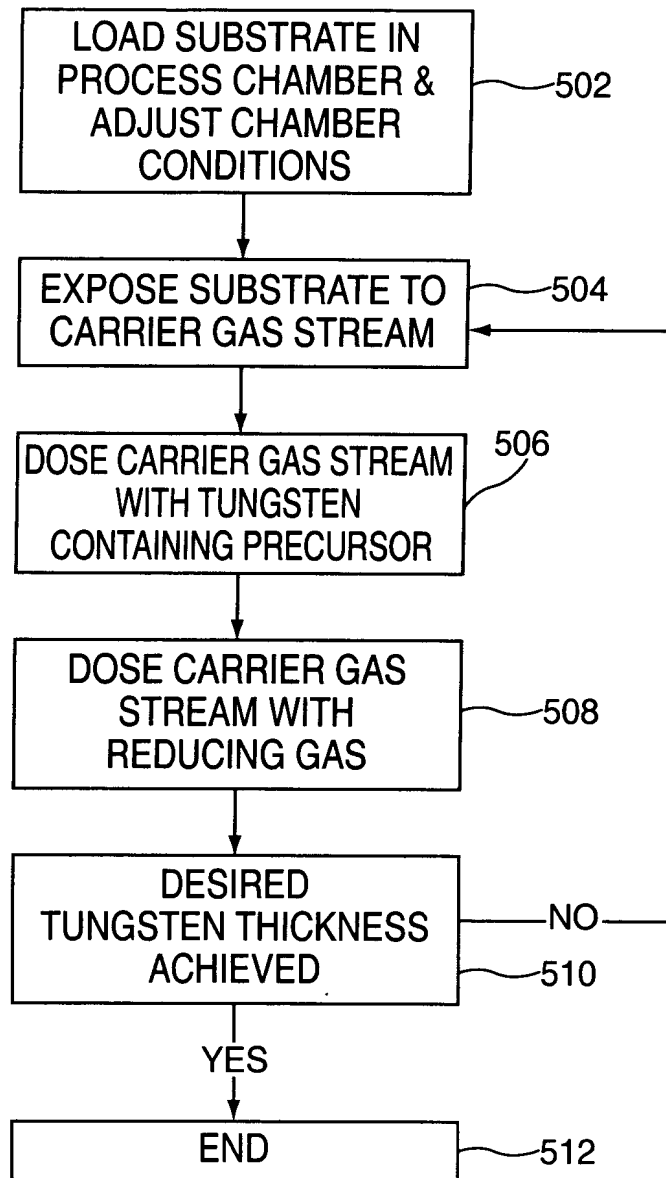 LOAD SUBSTRATE IN
PROCESS CHAMBER &
ADJUST CHAMBER
CONDITIONS
502
EXPOSE SUBSTRATE TO
CARRIER GAS STREAM
504
DOSE CARRIER GAS STREAM
WITH TUNGSTEN
CONTAINING PRECURSOR
506
DOSE CARRIER GAS
STREAM WITH
REDUCING GAS
508
DESIRED
TUNGSTEN THICKNESS
ACHIEVED
NO
510
YES
END
512